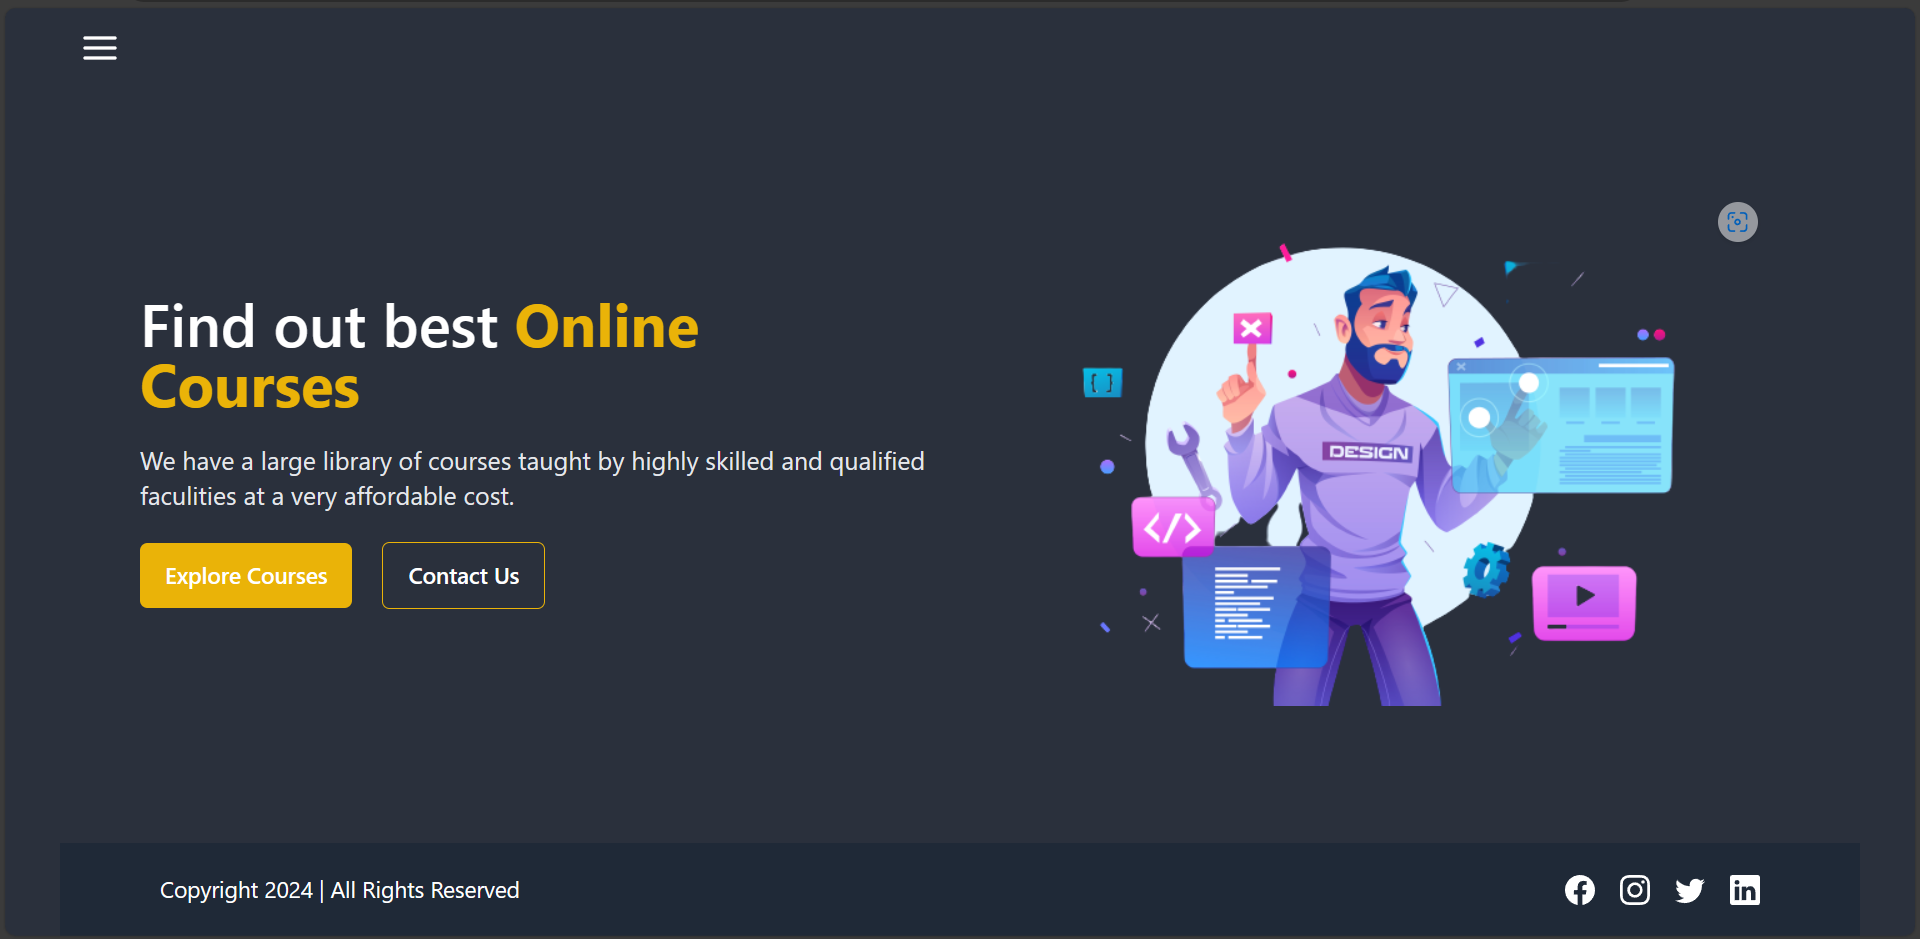 Find out best Online
Courses
We have a large library of courses taught by highly skilled and qualified
faculities at a very affordable cost.
Explore Courses
Contact Us
{ }
DESIGN
</>
Copyright 2024 | All Rights Reserved
in